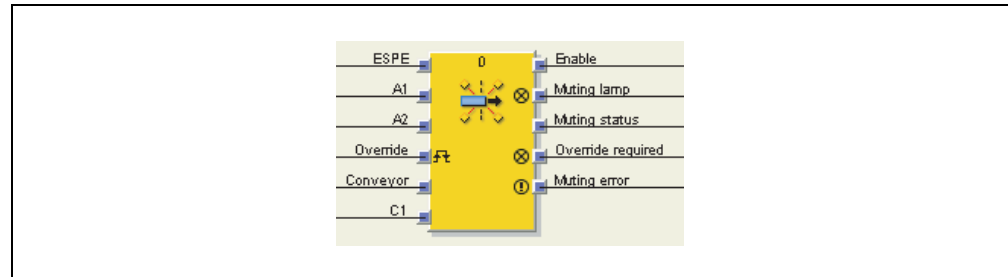 ESPE
0
Enable
A1
Muting lamp
A2
Muting status
Override
Override required
Conveyor
Muting error
C1